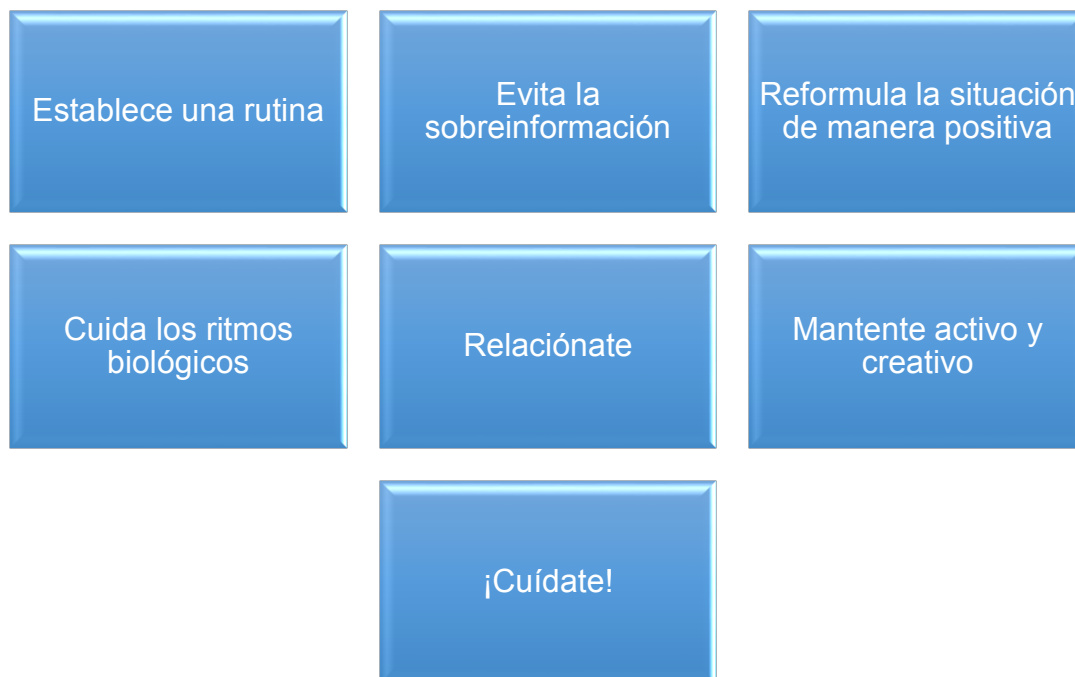 Establece una rutina
Evita la
sobreinformación
Reformula la situación
de manera positiva
Cuida los ritmos
biológicos
Relaciónate
Mantente activo y
creativo
¡Cuídate!